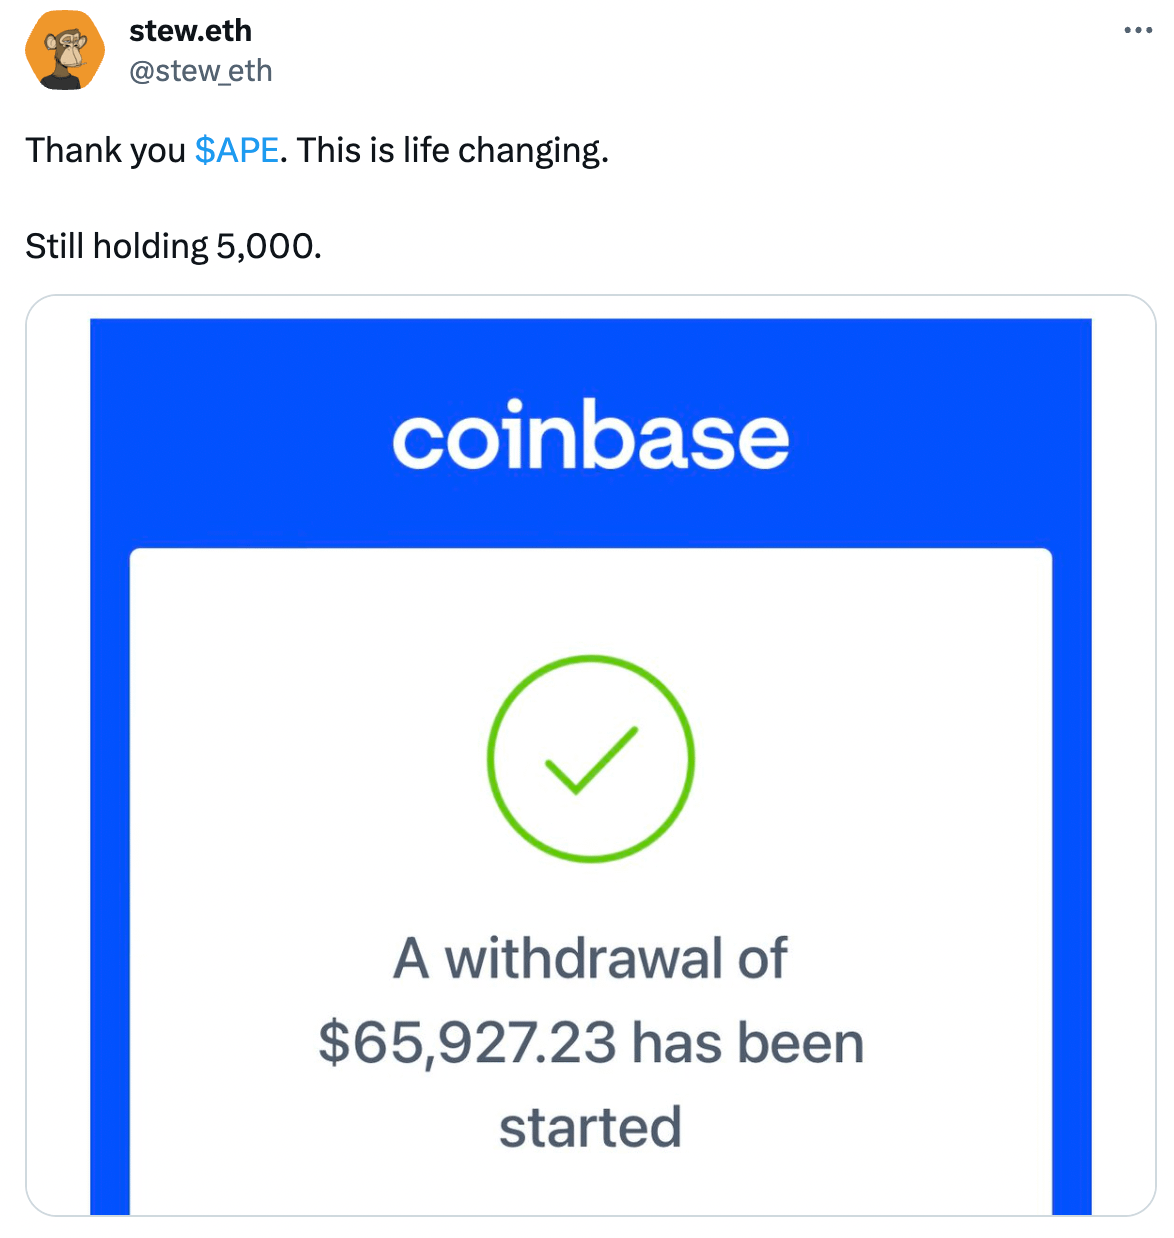 stew.eth
@stew_eth
Thank you $APE. This is life changing.
Still holding 5,000.
coinbase
A withdrawal of
$65,927.23 has been
started